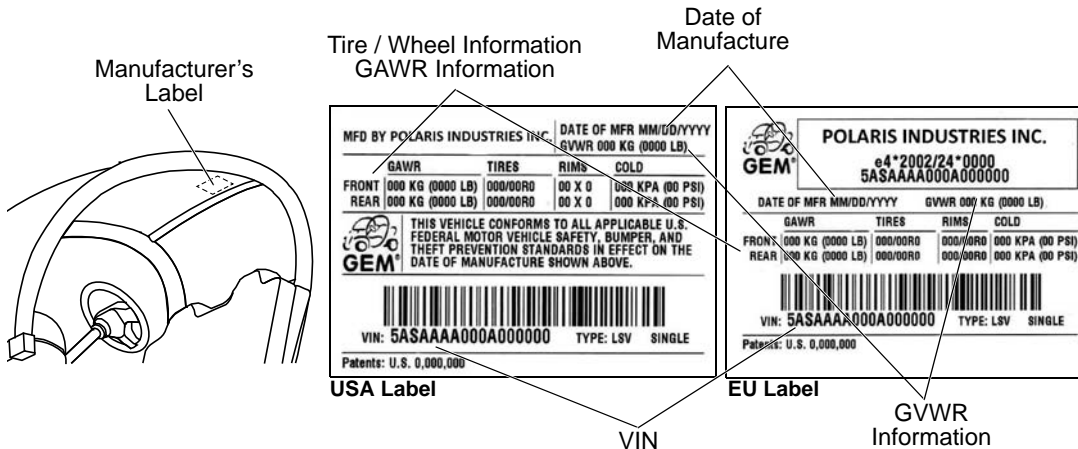 Manufacturer's
Label
Tire / Wheel Information
GAWR Information
Date of
Manufacture
MFD BY POLARIS INDUSTRIES INC.
DATE OF MFR MM/DD/YYYY
GVWR 000 KG (0000 LB)
GAWR TIRES RIMS COLD
FRONT 000 KG (0000 LB) 000/00R0 00 X 0 000 KPA (00 PSI)
REAR 000 KG (0000 LB) 000/00R0 00 X 0 000 KPA (00 PSI)
GEM®
THIS VEHICLE CONFORMS TO ALL APPLICABLE U.S.
FEDERAL MOTOR VEHICLE SAFETY, BUMPER, AND
THEFT PREVENTION STANDARDS IN EFFECT ON THE
DATE OF MANUFACTURE SHOWN ABOVE.
VIN: 5ASAAAA000A000000 TYPE: LSV SINGLE
Patents: U.S. 0,000,000
USA Label
GEM®
POLARIS INDUSTRIES INC.
e4*2002/24*0000
5ASAAAA000A000000
DATE OF MFR MM/DD/YYYY GVWR 000 KG (0000 LB)
GAWR TIRES RIMS COLD
FRONT 000 KG (0000 LB) 000/00R0 000/00R0 000 KPA (00 PSI)
REAR 000 KG (0000 LB) 000/00R0 000/00R0 000 KPA (00 PSI)
VIN: 5ASAAAA000A000000 TYPE: LSV SINGLE
Patents: U.S. 0,000,000
EU Label
VIN
GVWR
Information